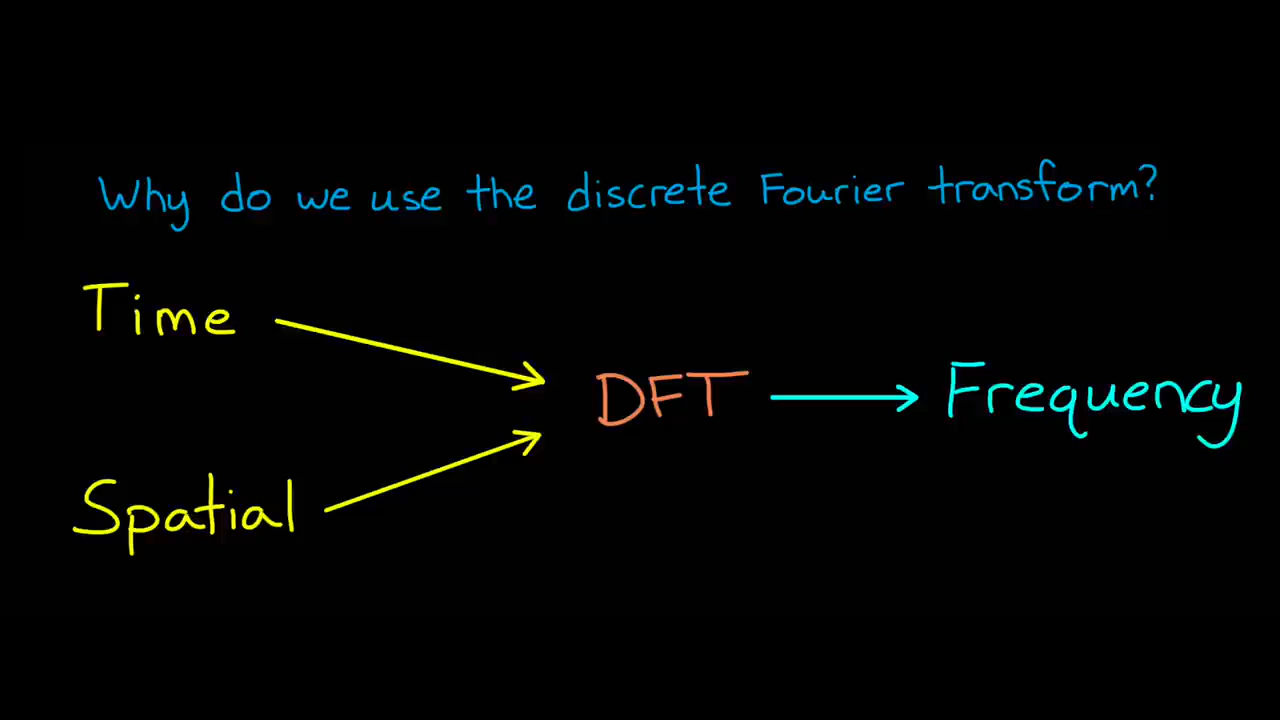 Why do we use the discrete Fourier transform?
Time
DFT
Frequency
Spatial